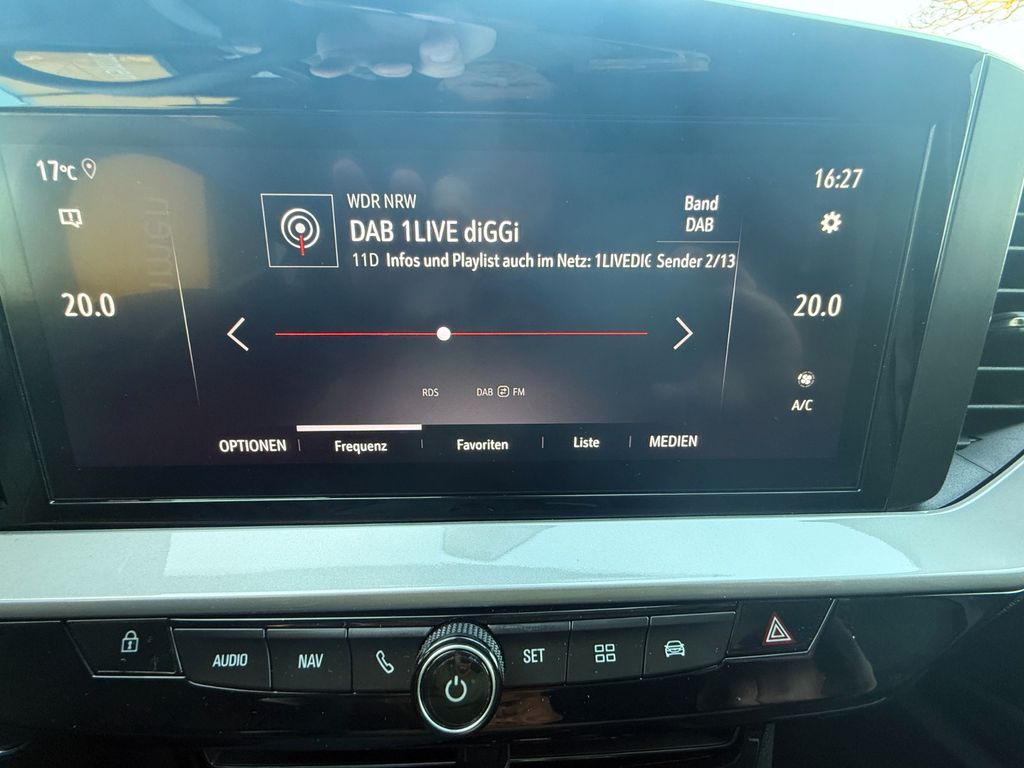 17°C
16:27
WDR NRW
Band
DAB
DAB 1LIVE diGGi
11D Infos und Playlist auch im Netz: 1LIVEDIG
Sender 2/13
20.0
20.0
RDS
DAB FM
A/C
OPTIONEN
Frequenz
Favoriten
Liste
MEDIEN
AUDIO
NAV
SET